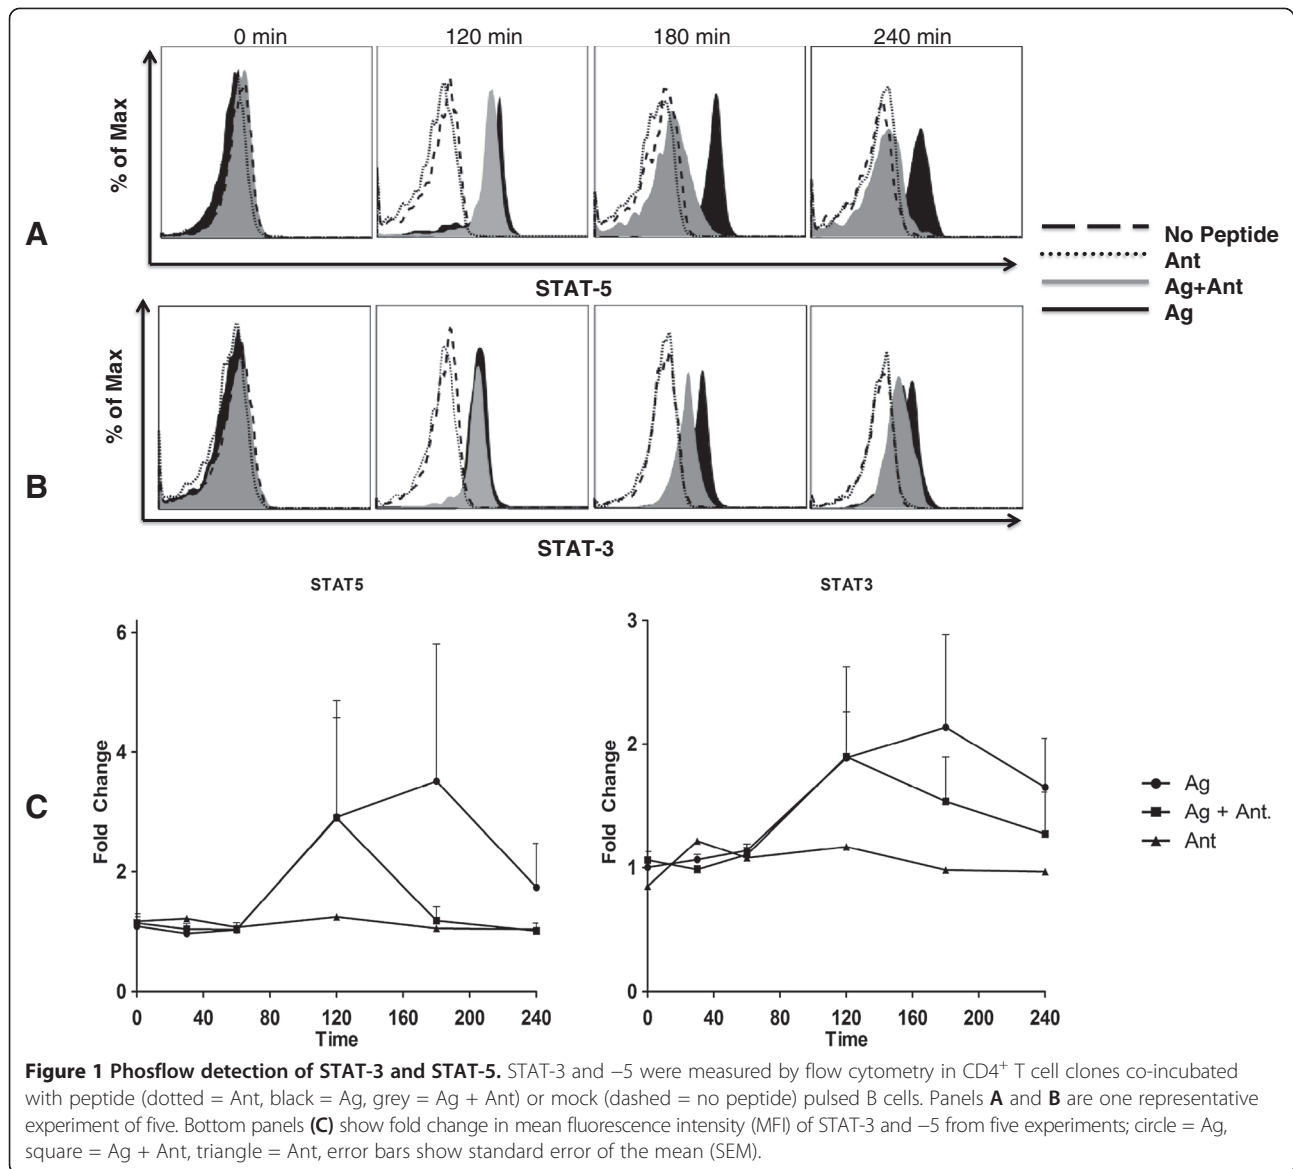 0 min 120 min 180 min 240 min
% of Max
A
STAT-5
No Peptide
Ant
Ag+Ant
Ag
% of Max
B
STAT-3
STAT5
6
4
2
0
Fold Change
0 40 80 120 160 200 240
Time
STAT3
3
2
1
0
Fold Change
0 40 80 120 160 200 240
Time
C
Ag
Ag + Ant.
Ant
Figure 1 Phosflow detection of STAT-3 and STAT-5. STAT-3 and −5 were measured by flow cytometry in CD4⁺ T cell clones co-incubated
with peptide (dotted = Ant, black = Ag, grey = Ag + Ant) or mock (dashed = no peptide) pulsed B cells. Panels A and B are one representative
experiment of five. Bottom panels (C) show fold change in mean fluorescence intensity (MFI) of STAT-3 and −5 from five experiments; circle = Ag,
square = Ag + Ant, triangle = Ant, error bars show standard error of the mean (SEM).